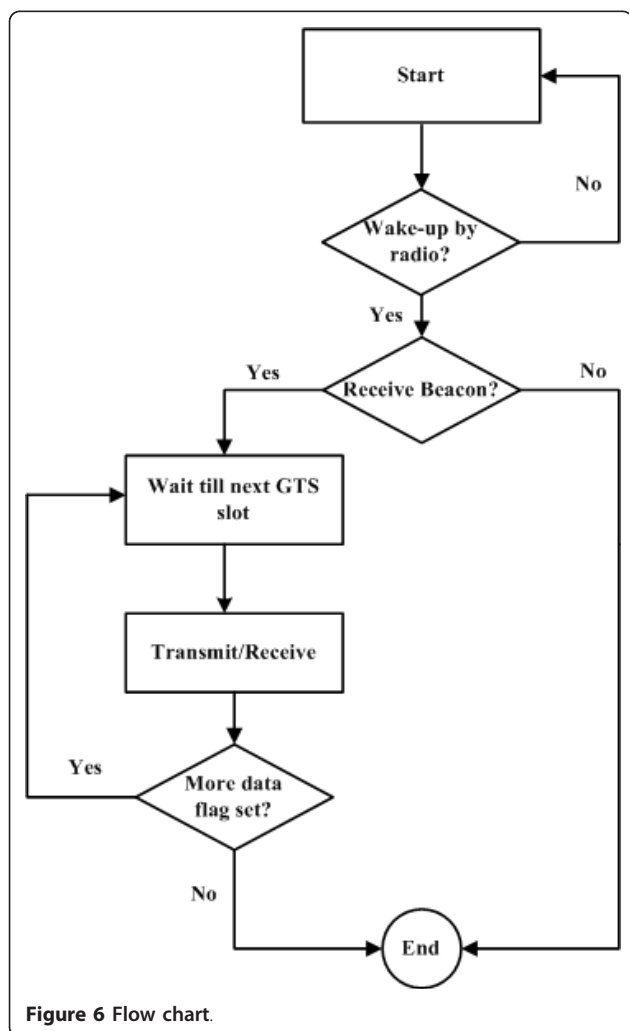 Start
No
Wake-up by
radio?
Yes
Yes
No
Receive Beacon?
Wait till next GTS
slot
Transmit/Receive
Yes
More data
flag set?
No
End
Figure 6 Flow chart.